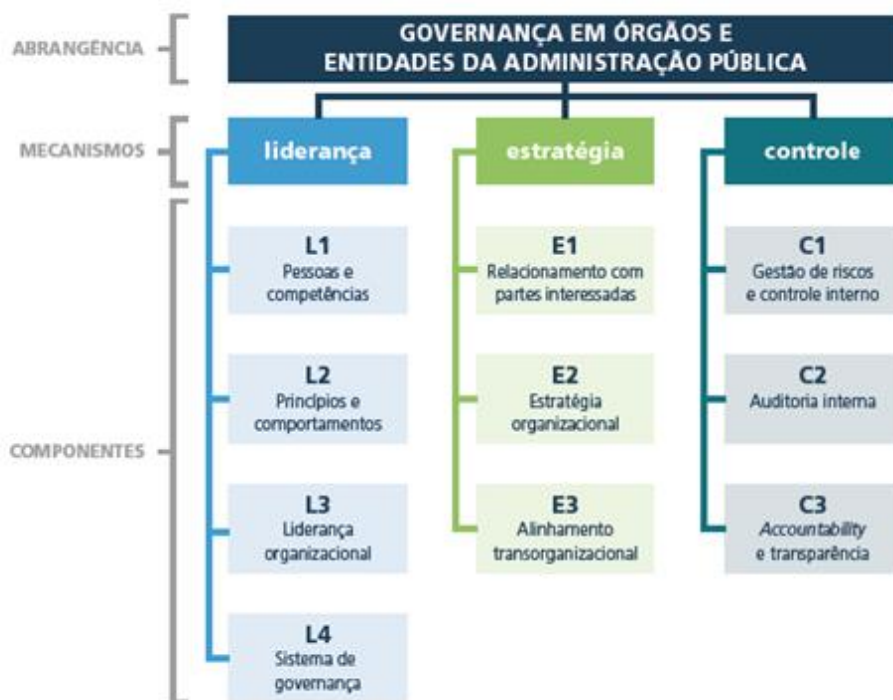 ABRANGÊNCIA
GOVERNANÇA EM ÓRGÃOS E
ENTIDADES DA ADMINISTRAÇÃO PÚBLICA
MECANISMOS
liderança
estratégia
controle
COMPONENTES
L1
Pessoas e
competências
L2
Princípios e
comportamentos
L3
Liderança
organizacional
L4
Sistema de
governança
E1
Relacionamento com
partes interessadas
E2
Estratégia
organizacional
E3
Alinhamento
transorganizacional
C1
Gestão de riscos
e controle interno
C2
Auditoria interna
C3
Accountability
e transparência